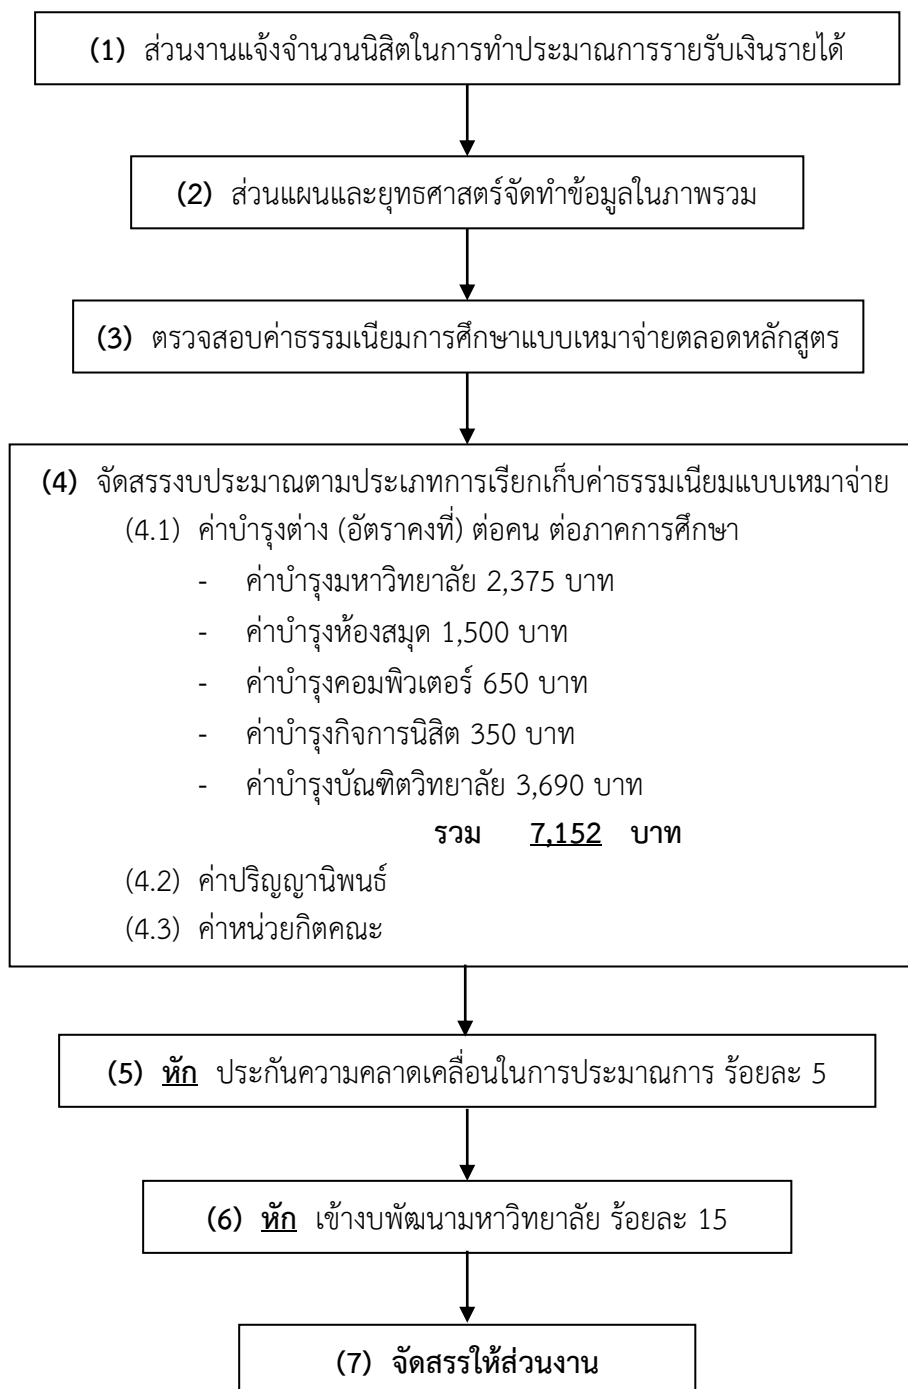 (1) ส่วนงานแจ้งจำนวนนิสิตในการทำประมาณการรายรับเงินรายได้
(2) ส่วนแผนและยุทธศาสตร์จัดทำข้อมูลในภาพรวม
(3) ตรวจสอบค่าธรรมเนียมการศึกษาแบบเหมาจ่ายตลอดหลักสูตร
(4) จัดสรรงบประมาณตามประเภทการเรียกเก็บค่าธรรมเนียมแบบเหมาจ่าย
(4.1) ค่าบำรุงต่าง (อัตราคงที่) ต่อคน ต่อภาคการศึกษา
- ค่าบำรุงมหาวิทยาลัย 2,375 บาท
- ค่าบำรุงห้องสมุด 1,500 บาท
- ค่าบำรุงคอมพิวเตอร์ 650 บาท
- ค่าบำรุงกิจการนิสิต 350 บาท
- ค่าบำรุงบัณฑิตวิทยาลัย 3,690 บาท
รวม 7,152 บาท
(4.2) ค่าปริญญานิพนธ์
(4.3) ค่าหน่วยกิตคณะ
(5) หัก ประกันความคลาดเคลื่อนในการประมาณการ ร้อยละ 5
(6) หัก เข้างบพัฒนามหาวิทยาลัย ร้อยละ 15
(7) จัดสรรให้ส่วนงาน